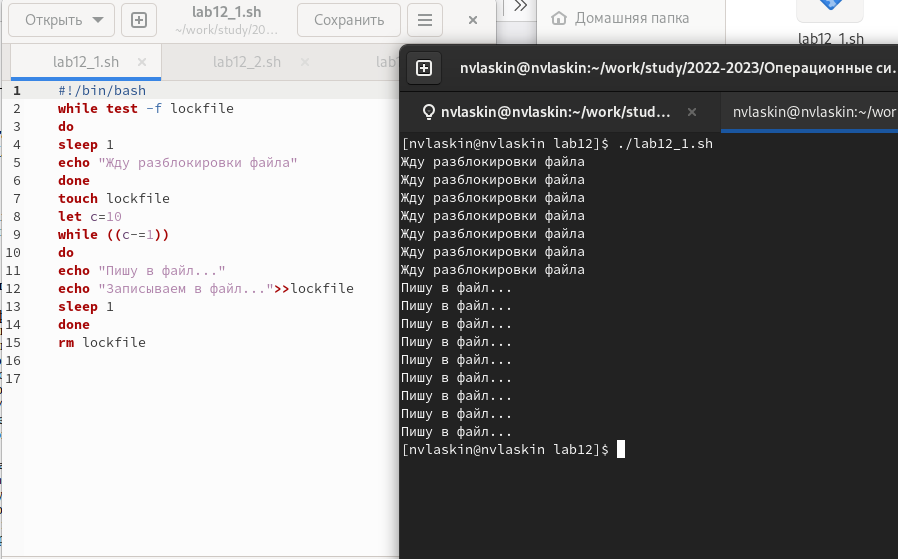 Открыть
lab12_1.sh
~/work/study/20...
Сохранить
Домашняя папка
lab12_1.sh
lab12_1.sh
lab12_2.sh
lab
1 #!/bin/bash
2 while test -f lockfile
3 do
4 sleep 1
5 echo "Жду разблокировки файла"
6 done
7 touch lockfile
8 let c=10
9 while ((c-=1))
10 do
11 echo "Пишу в файл..."
12 echo "Записываем в файл...">>lockfile
13 sleep 1
14 done
15 rm lockfile
16
17
nvlaskin@nvlaskin:~/work/study/2022-2023/Операционные си...
nvlaskin@nvlaskin:~/work/stud...
nvlaskin@nvlaskin:~/wor
[nvlaskin@nvlaskin lab12]$ ./lab12_1.sh
Жду разблокировки файла
Жду разблокировки файла
Жду разблокировки файла
Жду разблокировки файла
Жду разблокировки файла
Жду разблокировки файла
Жду разблокировки файла
Пишу в файл...
Пишу в файл...
Пишу в файл...
Пишу в файл...
Пишу в файл...
Пишу в файл...
Пишу в файл...
Пишу в файл...
Пишу в файл...
[nvlaskin@nvlaskin lab12]$